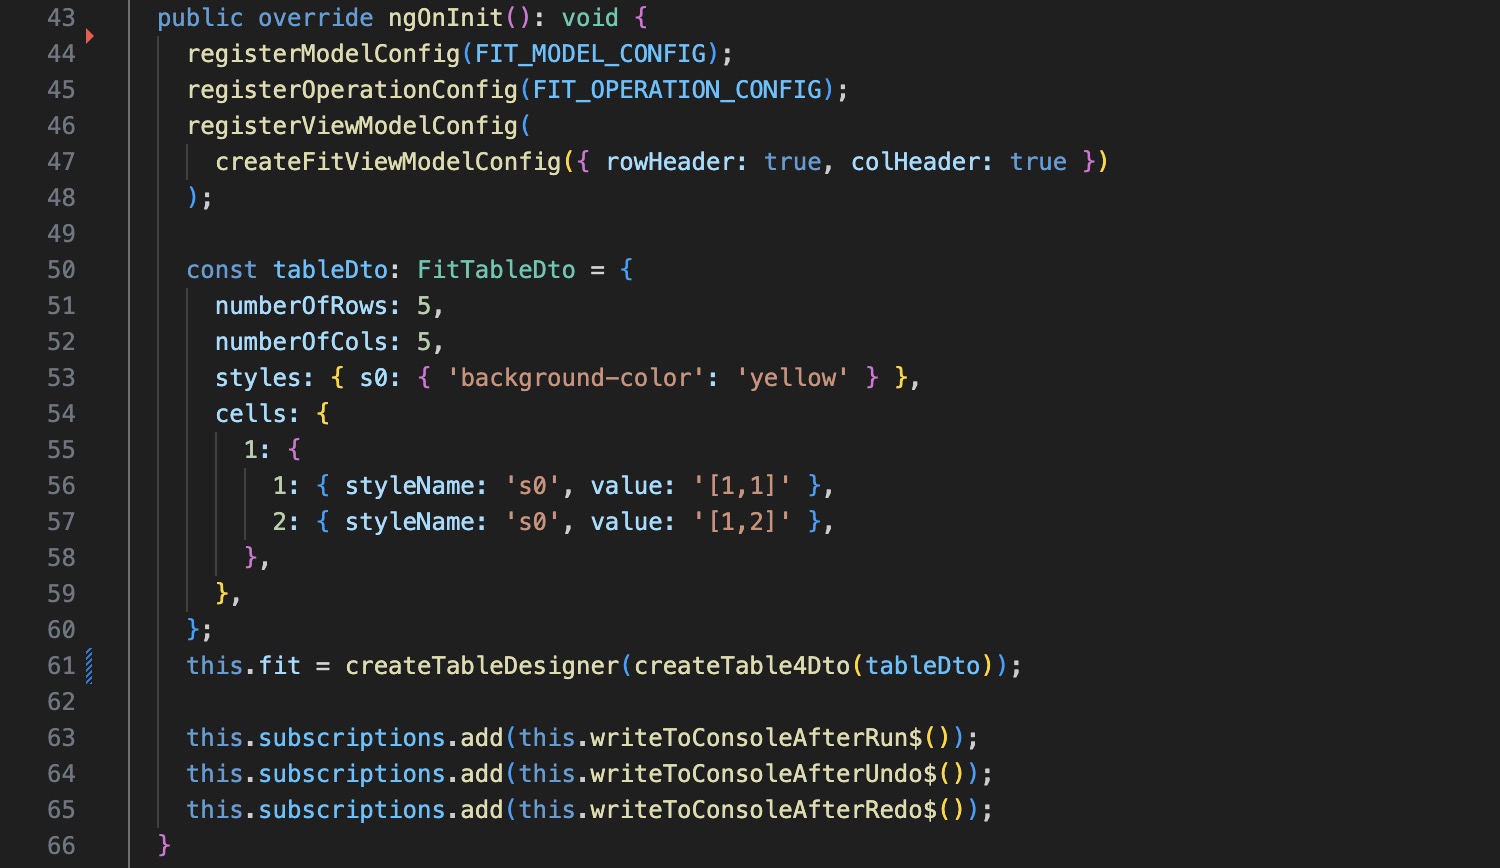 43 public override ngOnInit(): void {
44 registerModelConfig(FIT_MODEL_CONFIG);
45 registerOperationConfig(FIT_OPERATION_CONFIG);
46 registerViewModelConfig(
47 createFitViewModelConfig({ rowHeader: true, colHeader: true })
48 );
49
50 const tableDto: FitTableDto = {
51 numberOfRows: 5,
52 numberOfCols: 5,
53 styles: { s0: { 'background-color': 'yellow' } },
54 cells: {
55 1: {
56 1: { styleName: 's0', value: '[1,1]' },
57 2: { styleName: 's0', value: '[1,2]' },
58 },
59 },
60 };
61 this.fit = createTableDesigner(createTable4Dto(tableDto));
62
63 this.subscriptions.add(this.writeToConsoleAfterRun$());
64 this.subscriptions.add(this.writeToConsoleAfterUndo$());
65 this.subscriptions.add(this.writeToConsoleAfterRedo$());
66 }